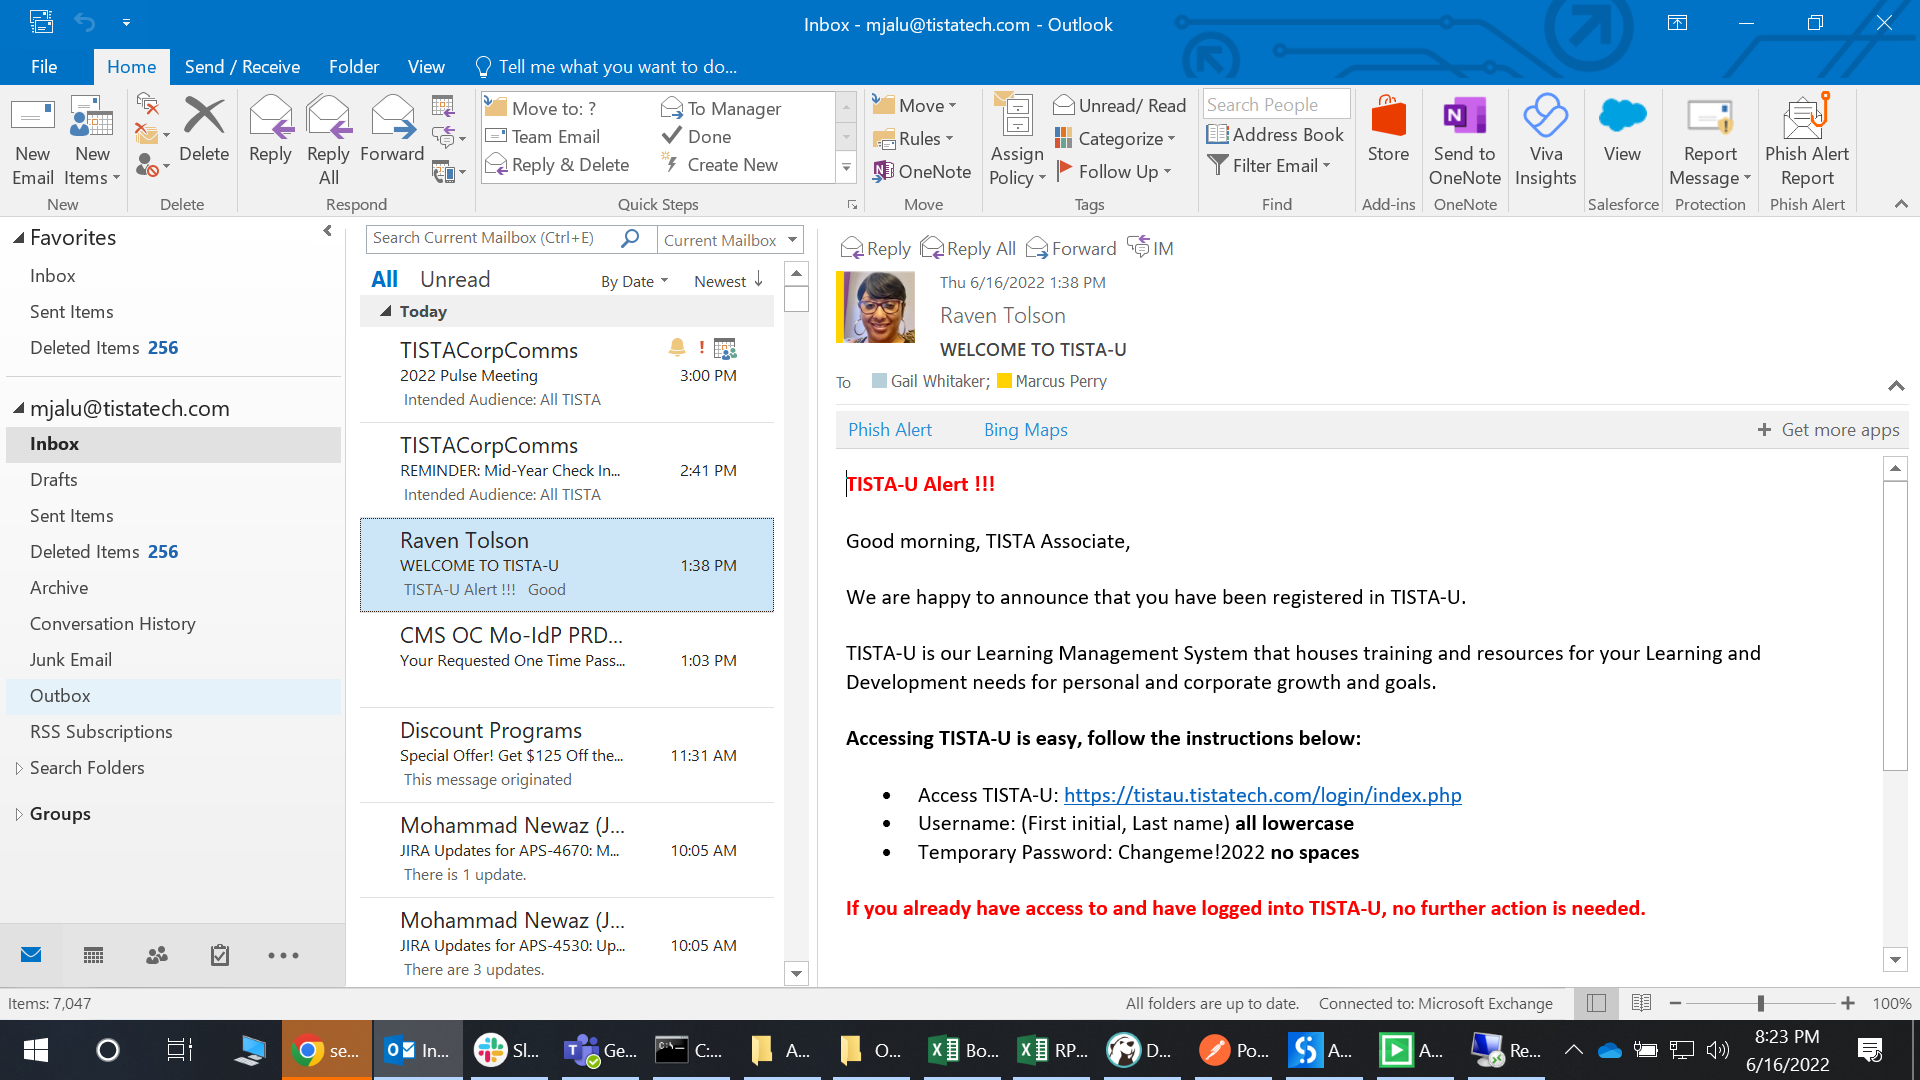 Inbox - mjalu@tistatech.com - Outlook
File
Home
Send / Receive
Folder
View
Tell me what you want to do...
New
Email
New
Items
New
Delete
Delete
Reply
Reply
All
Forward
Respond
Move to: ?
To Manager
Team Email
Done
Reply & Delete
Create New
Quick Steps
Move
Rules
OneNote
Move
Assign
Policy
Unread/ Read
Categorize
Follow Up
Tags
Search People
Address Book
Filter Email
Find
Store
Add-ins
Send to
OneNote
OneNote
Viva
Insights
View
Salesforce
Report
Message
Protection
Phish Alert
Report
Phish Alert
Favorites
Inbox
Sent Items
Deleted Items 256
mjalu@tistatech.com
Inbox
Drafts
Sent Items
Deleted Items 256
Archive
Conversation History
Junk Email
Outbox
RSS Subscriptions
Search Folders
Groups
Search Current Mailbox (Ctrl+E)
Current Mailbox
All
Unread
By Date
Newest
Today
TISTACorpComms
2022 Pulse Meeting
3:00 PM
Intended Audience: All TISTA
TISTACorpComms
REMINDER: Mid-Year Check In...
2:41 PM
Intended Audience: All TISTA
Raven Tolson
WELCOME TO TISTA-U
1:38 PM
TISTA-U Alert !!! Good
CMS OC Mo-IdP PRD...
Your Requested One Time Pass...
1:03 PM
Discount Programs
Special Offer! Get $125 Off the...
11:31 AM
This message originated
Mohammad Newaz (J...
JIRA Updates for APS-4670: M...
10:05 AM
There is 1 update.
Mohammad Newaz (J...
JIRA Updates for APS-4530: Up...
10:05 AM
There are 3 updates.
Reply
Reply All
Forward
IM
Thu 6/16/2022 1:38 PM
Raven Tolson
WELCOME TO TISTA-U
To
Gail Whitaker;
Marcus Perry
Phish Alert
Bing Maps
+ Get more apps
TISTA-U Alert !!!
Good morning, TISTA Associate,
We are happy to announce that you have been registered in TISTA-U.
TISTA-U is our Learning Management System that houses training and resources for your Learning and
Development needs for personal and corporate growth and goals.
Accessing TISTA-U is easy, follow the instructions below:
• Access TISTA-U: https://tistau.tistatech.com/login/index.php
• Username: (First initial, Last name) all lowercase
• Temporary Password: Changeme!2022 no spaces
If you already have access to and have logged into TISTA-U, no further action is needed.
Items: 7,047
All folders are up to date.
Connected to: Microsoft Exchange
100%
se...
In...
Sl...
Ge...
C:...
A...
O...
Bo...
RP...
D...
Po...
A...
A...
Re...
8:23 PM
6/16/2022